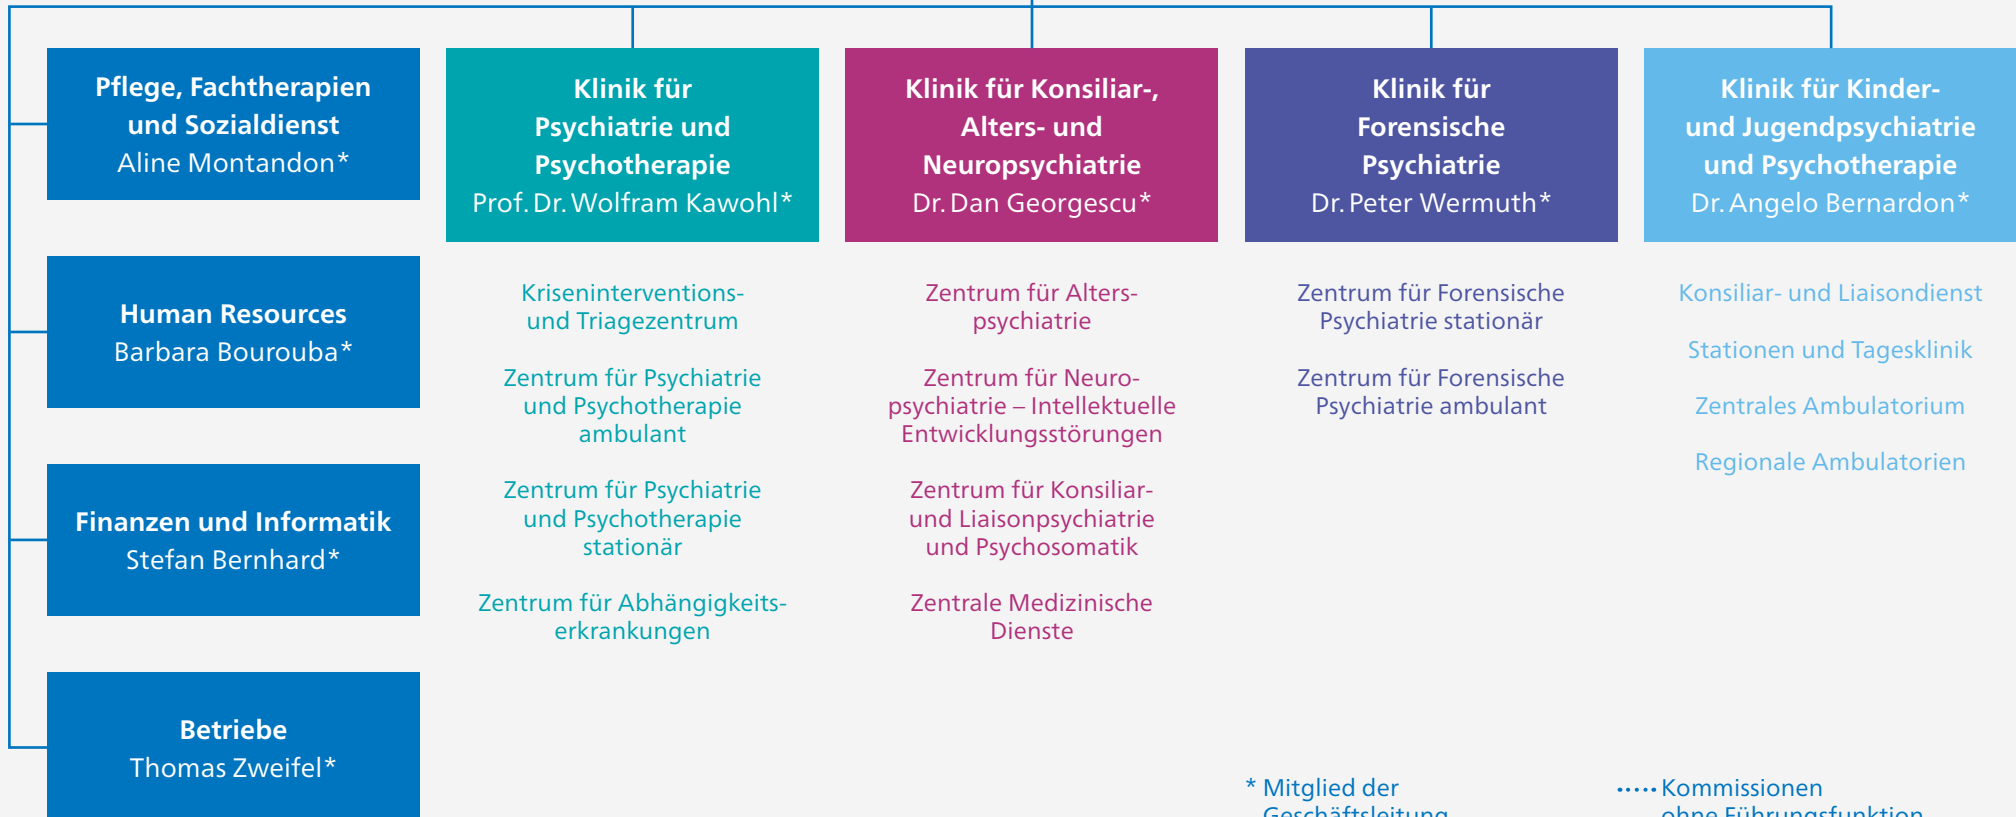 Pflege, Fachtherapien
und Sozialdienst
Aline Montandon*
Human Resources
Barbara Bourouba*
Finanzen und Informatik
Stefan Bernhard*
Betriebe
Thomas Zweifel*
Klinik für
Psychiatrie und
Psychotherapie
Prof. Dr. Wolfram Kawohl*
Kriseninterventions-
und Triagezentrum
Zentrum für Psychiatrie
und Psychotherapie
ambulant
Zentrum für Psychiatrie
und Psychotherapie
stationär
Zentrum für Abhängigkeits-
erkrankungen
Klinik für Konsiliar-,
Alters- und
Neuropsychiatrie
Dr. Dan Georgescu*
Zentrum für Alters-
psychiatrie
Zentrum für Neuro-
psychiatrie – Intellektuelle
Entwicklungsstörungen
Zentrum für Konsiliar-
und Liaisonpsychiatrie
und Psychosomatik
Zentrale Medizinische
Dienste
Klinik für
Forensische
Psychiatrie
Dr. Peter Wermuth*
Zentrum für Forensische
Psychiatrie stationär
Zentrum für Forensische
Psychiatrie ambulant
Klinik für Kinder-
und Jugendpsychiatrie
und Psychotherapie
Dr. Angelo Bernardon*
Konsiliar- und Liaisondienst
Stationen und Tagesklinik
Zentrales Ambulatorium
Regionale Ambulatorien
* Mitglied der
Geschäftsleitung
..... Kommissionen
ohne Führungsfunktion